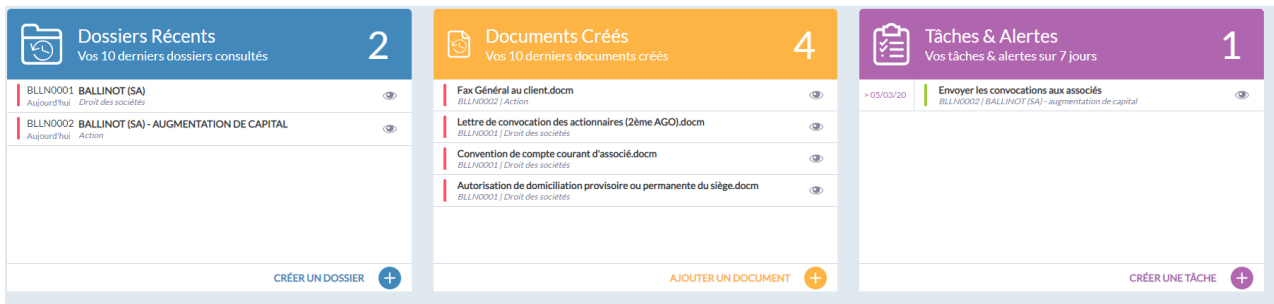 Dossiers Récents
Vos 10 derniers dossiers consultés
2
BLLN0001 BALLINOT (SA)
Aujourd'hui Droit des sociétés
BLLN0002 BALLINOT (SA) - AUGMENTATION DE CAPITAL
Aujourd'hui Action
CRÉER UN DOSSIER
Documents Créés
Vos 10 derniers documents créés
4
Fax Général au client.docm
BLLN0002 | Action
Lettre de convocation des actionnaires (2ème AGO).docm
BLLN0001 | Droit des sociétés
Convention de compte courant d'associé.docm
BLLN0001 | Droit des sociétés
Autorisation de domiciliation provisoire ou permanente du siège.docm
BLLN0001 | Droit des sociétés
AJOUTER UN DOCUMENT
Tâches & Alertes
Vos tâches & alertes sur 7 jours
1
> 05/03/20 Envoyer les convocations aux associés
BLLN0002 | BALLINOT (SA) - augmentation de capital
CRÉER UNE TÂCHE